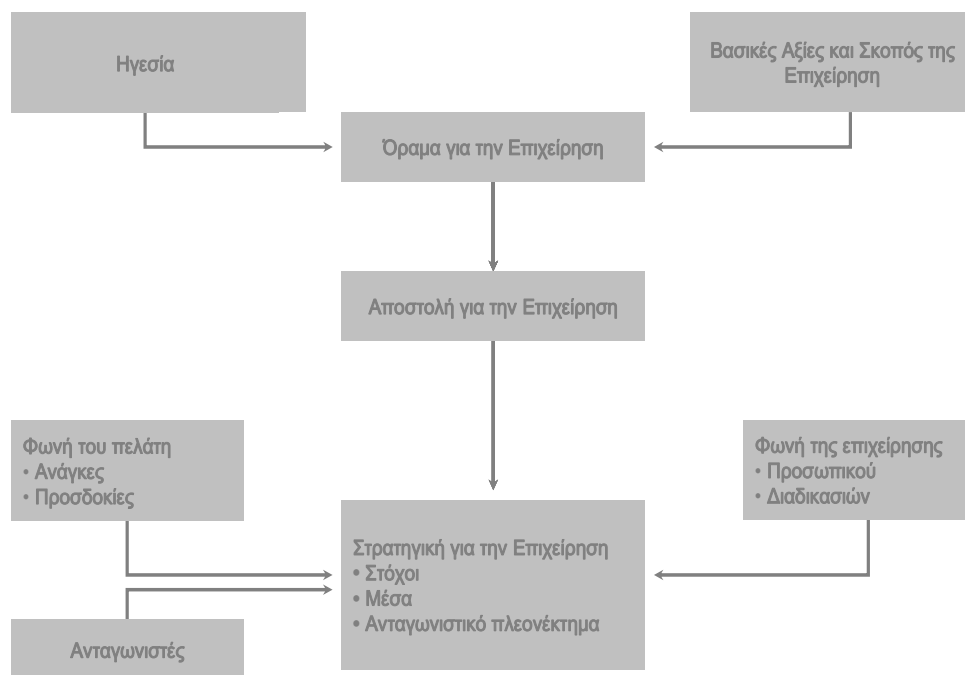 Ηγεσία
Βασικές Αξίες και Σκοπός της
Επιχείρηση
Όραμα για την Επιχείρηση
Αποστολή για την Επιχείρηση
Φωνή του πελάτη
• Ανάγκες
• Προσδοκίες
Φωνή της επιχείρησης
• Προσωπικού
• Διαδικασιών
Στρατηγική για την Επιχείρηση
• Στόχοι
• Μέσα
• Ανταγωνιστικό πλεονέκτημα
Ανταγωνιστές